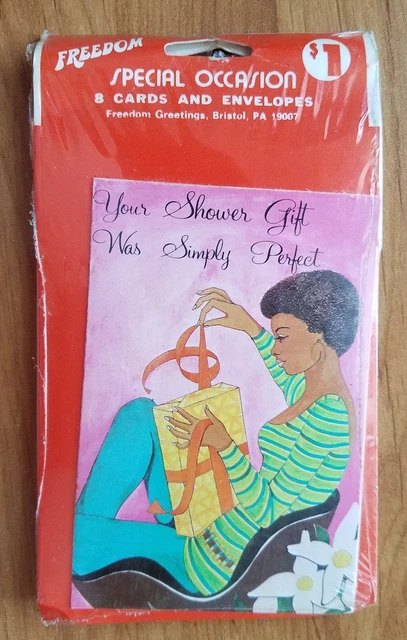 FREEDOM
$1
SPECIAL OCCASION
8 CARDS AND ENVELOPES
Freedom Greetings, Bristol, PA 19007
Your Shower Gift
Was Simply Perfect